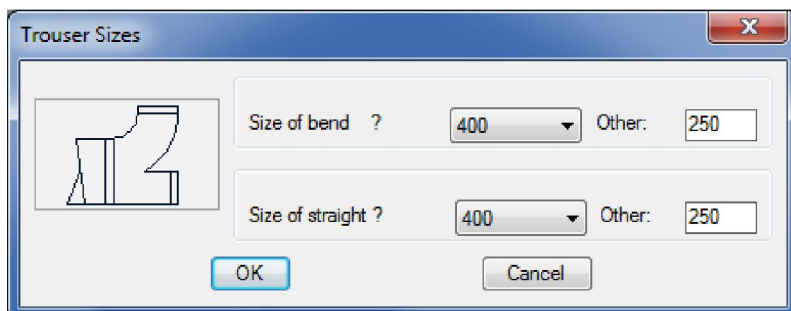 Trouser Sizes
X
Size of bend ? 400 Other: 250
Size of straight ? 400 Other: 250
OK Cancel